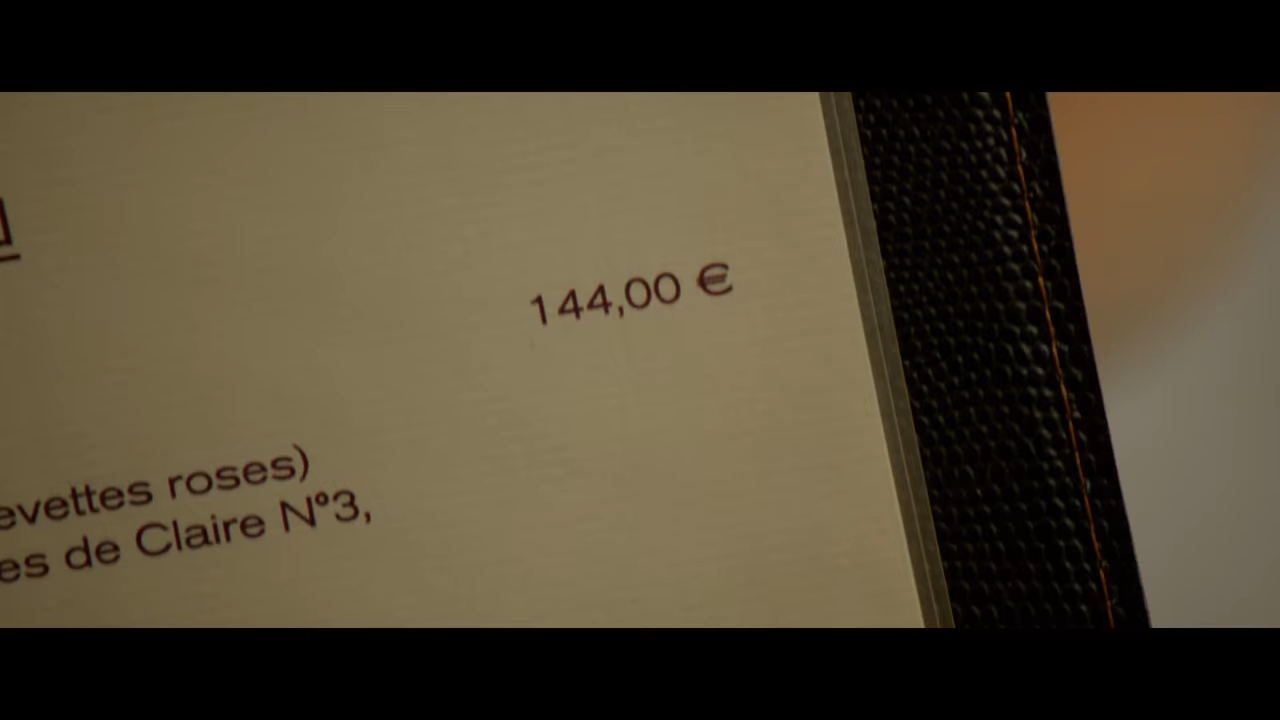 144,00 €
evettes roses)
es de Claire N°3,